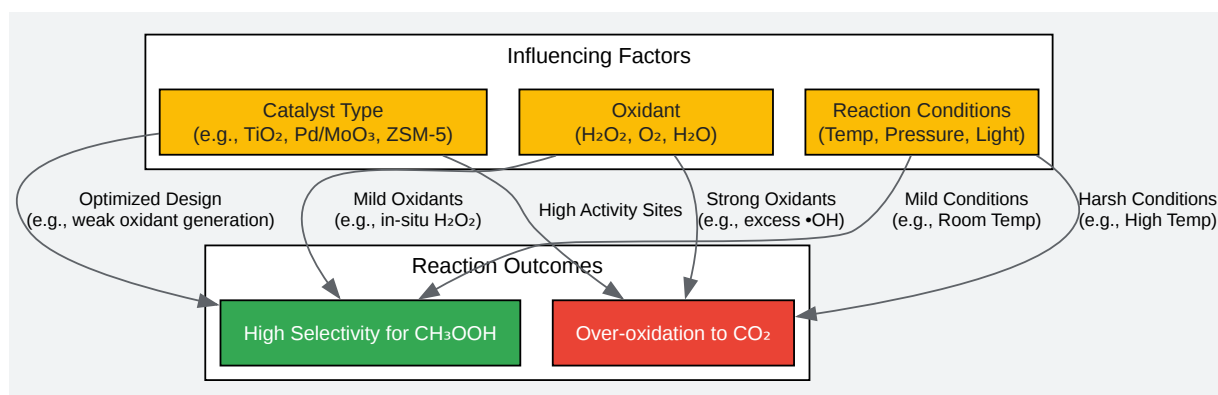 Influencing Factors
Catalyst Type
(e.g., TiO₂, Pd/MoO₃, ZSM-5)
Oxidant
(H₂O₂, O₂, H₂O)
Reaction Conditions
(Temp, Pressure, Light)
Optimized Design
(e.g., weak oxidant generation)
Mild Oxidants
(e.g., in-situ H₂O₂)
High Activity Sites
Strong Oxidants
(e.g., excess •OH)
Mild Conditions
(e.g., Room Temp)
Harsh Conditions
(e.g., High Temp)
Reaction Outcomes
High Selectivity for CH₃OOH
Over-oxidation to CO₂